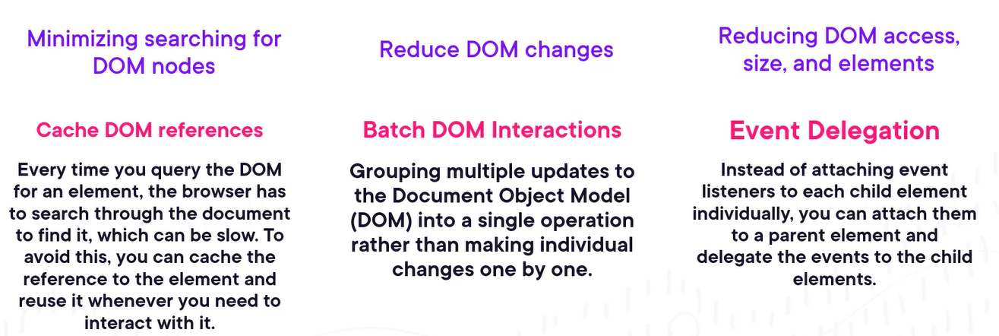 Minimizing searching for
DOM nodes
Cache DOM references
Every time you query the DOM
for an element, the browser has
to search through the document
to find it, which can be slow. To
avoid this, you can cache the
reference to the element and
reuse it whenever you need to
interact with it.
Reduce DOM changes
Batch DOM Interactions
Grouping multiple updates to
the Document Object Model
(DOM) into a single operation
rather than making individual
changes one by one.
Reducing DOM access,
size, and elements
Event Delegation
Instead of attaching event
listeners to each child element
individually, you can attach them
to a parent element and
delegate the events to the child
elements.